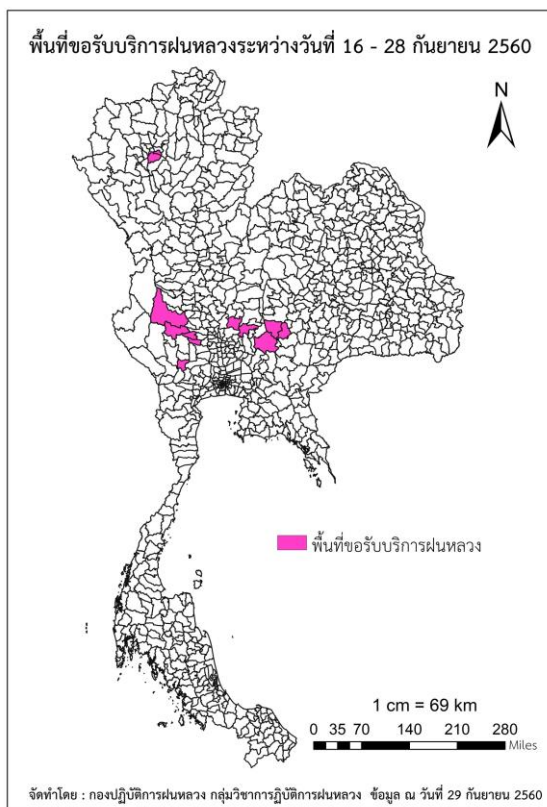 พื้นที่ขอรับบริการฝนหลวงระหว่างวันที่ 16 - 28 กันยายน 2560
N
พื้นที่ขอรับบริการฝนหลวง
1 cm = 69 km
0 35 70 140 210 280
Miles
จัดทำโดย : กองปฏิบัติการฝนหลวง กลุ่มวิชาการฏิบัติการฝนหลวง ข้อมูล ณ วันที่ 29 กันยายน 2560